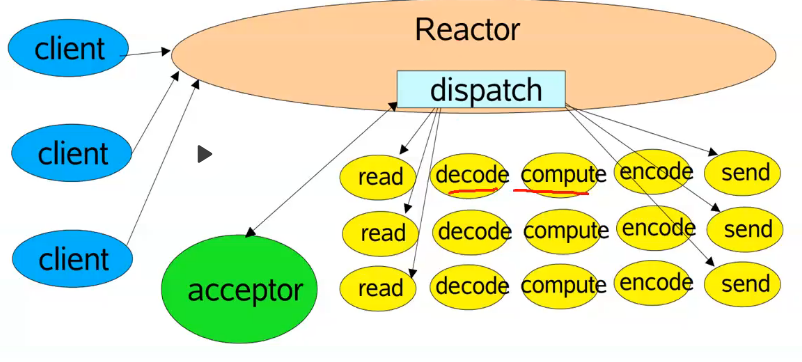 Reactor
client
dispatch
client
client
acceptor
read decode compute encode send
read decode compute encode send
read decode compute encode send